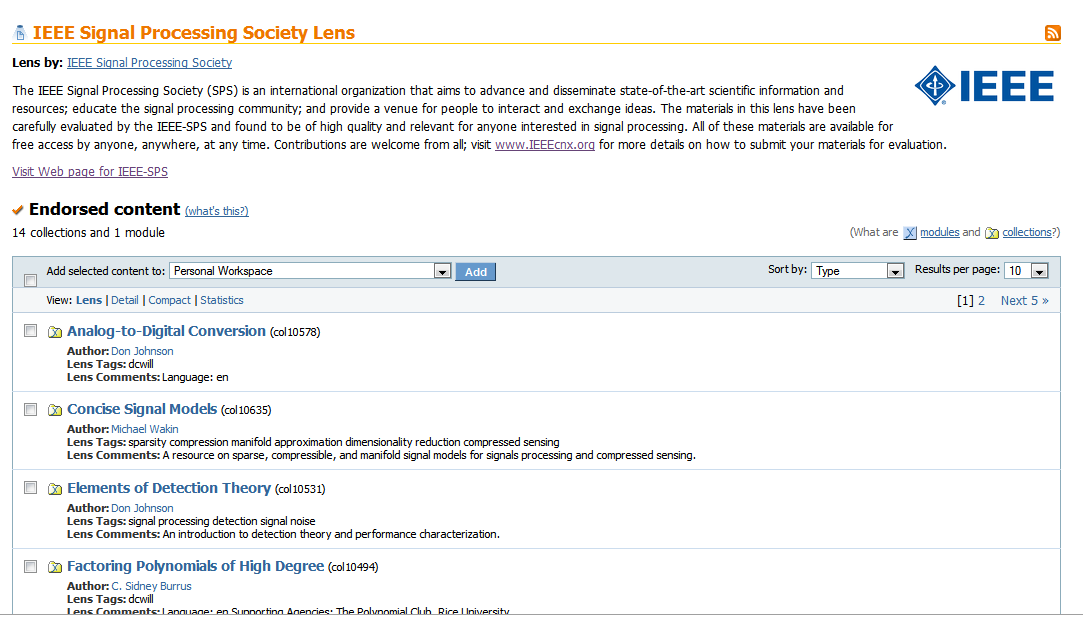 IEEE Signal Processing Society Lens
Lens by: IEEE Signal Processing Society
IEEE
The IEEE Signal Processing Society (SPS) is an international organization that aims to advance and disseminate state-of-the-art scientific information and
resources; educate the signal processing community; and provide a venue for people to interact and exchange ideas. The materials in this lens have been
carefully evaluated by the IEEE-SPS and found to be of high quality and relevant for anyone interested in signal processing. All of these materials are available for
free access by anyone, anywhere, at any time. Contributions are welcome from all; visit www.IEEEcnx.org for more details on how to submit your materials for evaluation.
Visit Web page for IEEE-SPS
Endorsed content (what's this?)
14 collections and 1 module (What are modules and collections?)
Add selected content to: Personal Workspace Add Sort by: Type Results per page: 10
View: Lens | Detail | Compact | Statistics [1] 2 Next 5 »
Analog-to-Digital Conversion (col10578)
Author: Don Johnson
Lens Tags: dcwill
Lens Comments: Language: en
Concise Signal Models (col10635)
Author: Michael Wakin
Lens Tags: sparsity compression manifold approximation dimensionality reduction compressed sensing
Lens Comments: A resource on sparse, compressible, and manifold signal models for signals processing and compressed sensing.
Elements of Detection Theory (col10531)
Author: Don Johnson
Lens Tags: signal processing detection signal noise
Lens Comments: An introduction to detection theory and performance characterization.
Factoring Polynomials of High Degree (col10494)
Author: C. Sidney Burrus
Lens Tags: dcwill
Lens Comments: Language: en Supporting Agencies: The Polynomial Club, Rice University